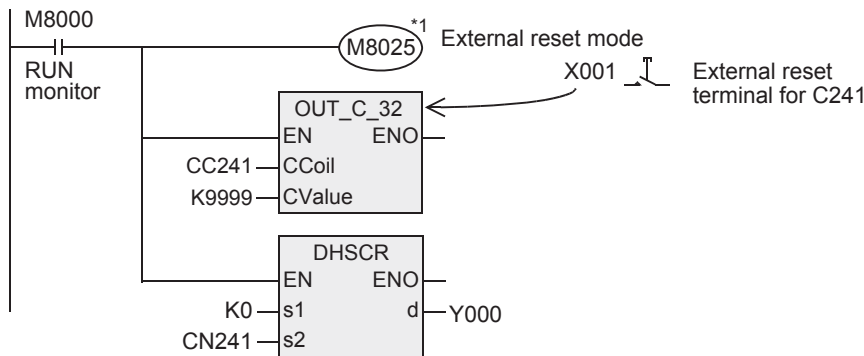 M8000
M8025 *1
External reset mode
RUN
monitor
X001
External reset
terminal for C241
OUT_C_32
EN ENO
CC241 CCoil
K9999 CValue
DHSCR
EN ENO
K0 s1 d Y000
CN241 s2